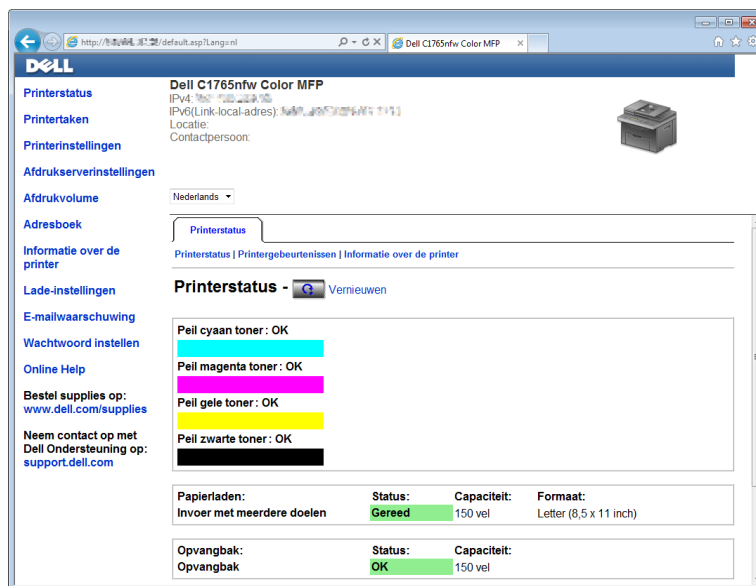 http:// /default.asp?Lang=nl
Dell C1765nfw Color MFP
DELL
Printerstatus
Printertaken
Printerinstellingen
Afdrukserverinstellingen
Afdrukvolume
Adresboek
Informatie over de
printer
Lade-instellingen
E-mailwaarschuwing
Wachtwoord instellen
Online Help
Bestel supplies op:
www.dell.com/supplies
Neem contact op met
Dell Ondersteuning op:
support.dell.com
Dell C1765nfw Color MFP
IPv4:
IPv6(Link-local-adres):
Locatie:
Contactpersoon:
Nederlands
Printerstatus
Printerstatus | Printergebeurtenissen | Informatie over de printer
Printerstatus - Vernieuwen
Peil cyaan toner: OK
Peil magenta toner: OK
Peil gele toner: OK
Peil zwarte toner: OK
Papierladen: Status: Capaciteit: Formaat:
Invoer met meerdere doelen Gereed 150 vel Letter (8,5 x 11 inch)
Opvangbak: Status: Capaciteit:
Opvangbak OK 150 vel